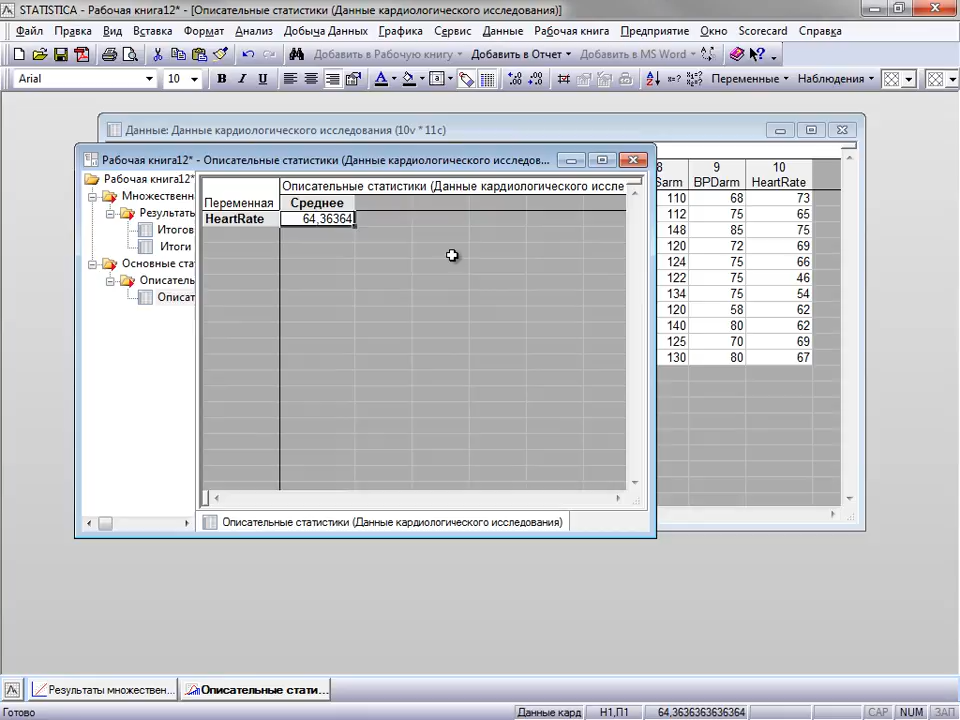 STATISTICA - Рабочая книга12* - [Описательные статистики (Данные кардиологического исследования)]
Файл Правка Вид Вставка Формат Анализ Добыча Данных Графика Сервис Данные Рабочая книга Предприятие Окно Scorecard Справка
Добавить в Рабочую книгу Добавить в Отчет Добавить в MS Word
Arial 10 Переменные Наблюдения
Данные: Данные кардиологического исследования (10v * 11c)
Рабочая книга12* - Описательные статистики (Данные кардиологического исследов...
Рабочая книга12*
Множественн
Результать
Итогов
Итоги
Основные ста
Описатель
Описат
Описательные статистики (Данные кардиологического иссле
Переменная Среднее
HeartRate 64,36364
8 9 10
Sarm BPDarm HeartRate
110 68 73
112 75 65
148 85 75
120 72 69
124 75 66
122 75 46
134 75 54
120 58 62
140 80 62
125 70 69
130 80 67
Описательные статистики (Данные кардиологического исследования)
Результаты множествен... Описательные стати...
Готово Данные кард Н1,П1 64,3636363636364 CAP NUM ЗАП